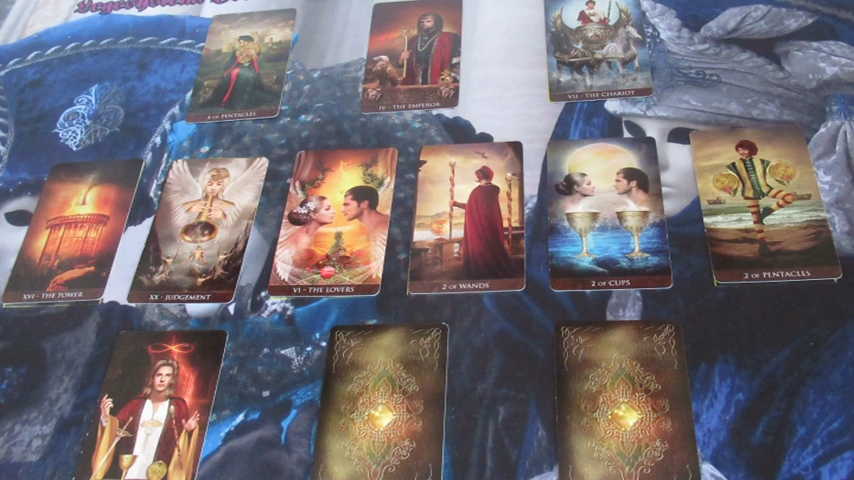 4 OF PENTACLES
IV · THE EMPEROR
VII · THE CHARIOT
XVI · THE TOWER
XX · JUDGEMENT
VI · THE LOVERS
2 OF WANDS
2 OF CUPS
2 OF PENTACLES